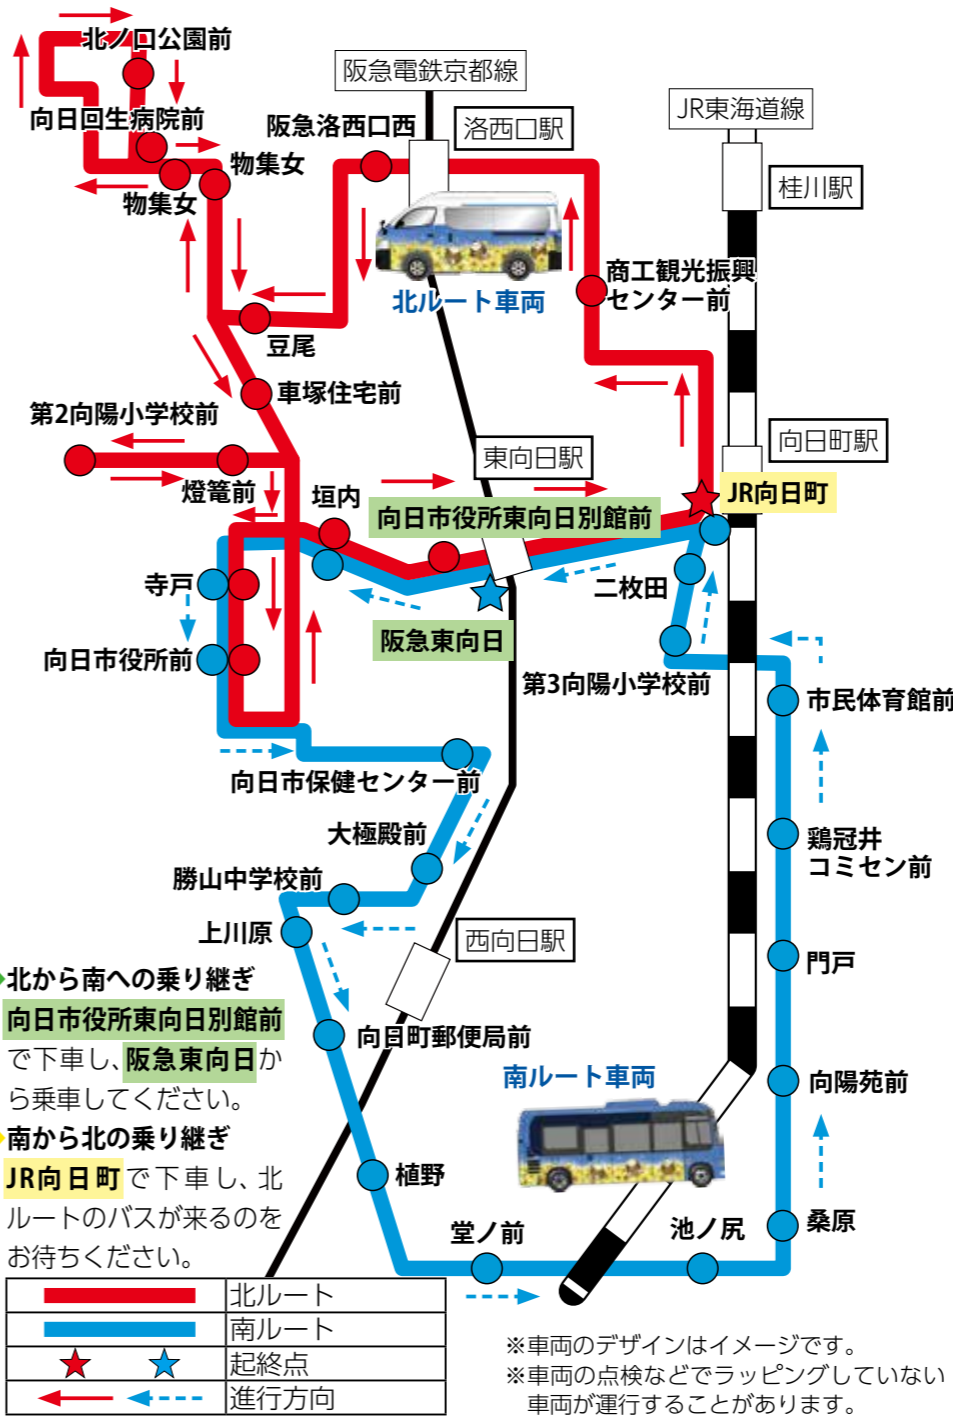 北ノ口公園前
阪急電鉄京都線
JR東海道線
向日回生病院前
阪急洛西口西
洛西口駅
物集女
物集女
桂川駅
商工観光振興
センター前
北ルート車両
豆尾
車塚住宅前
第2向陽小学校前
燈篭前
東向日駅
向日町駅
垣内
JR向日町
向日市役所東向日別館前
寺戸
二枚田
向日市役所前
阪急東向日
第3向陽小学校前
市民体育館前
向日市保健センター前
大極殿前
鶏冠井
コミセン前
勝山中学校前
上川原
西向日駅
門戸
北から南への乗り継ぎ
向日市役所東向日別館前
で下車し、阪急東向日か
ら乗車してください。
向日町郵便局前
南ルート車両
向陽苑前
南から北の乗り継ぎ
JR向日町で下車し、北
ルートのバスが来るのを
お待ちください。
植野
堂ノ前
池ノ尻
桑原
北ルート
南ルート
起終点
進行方向
※車両のデザインはイメージです。
※車両の点検などでラッピングしていない
車両が運行することがあります。